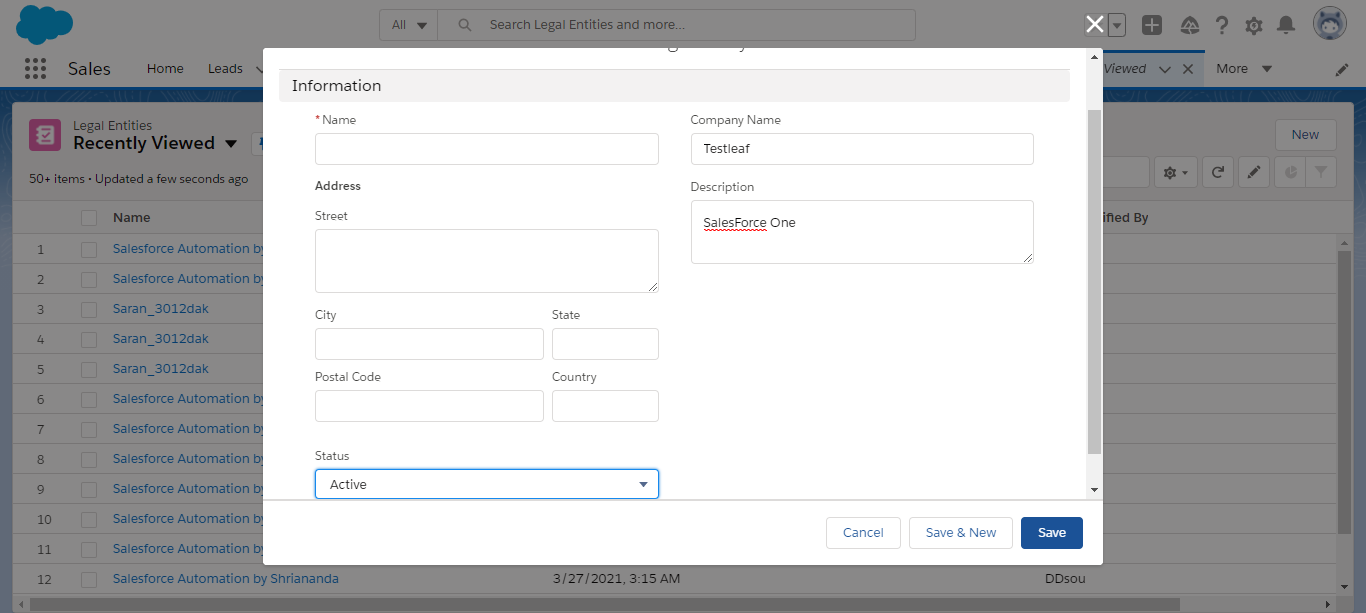 All
Search Legal Entities and more...
Sales
Home
Leads
Viewed
More
Legal Entities
Recently Viewed
New
50+ items • Updated a few seconds ago
Name
ified By
1
Salesforce Automation by
2
Salesforce Automation by
3
Saran_3012dak
4
Saran_3012dak
5
Saran_3012dak
6
Salesforce Automation by
7
Salesforce Automation by
8
Salesforce Automation by
9
Salesforce Automation by
10
Salesforce Automation by
11
Salesforce Automation by
12
Salesforce Automation by Shriananda
3/27/2021, 3:15 AM
DDsou
Information
* Name
Company Name
Testleaf
Address
Description
Street
SalesForce One
City
State
Postal Code
Country
Status
Active
Cancel
Save & New
Save